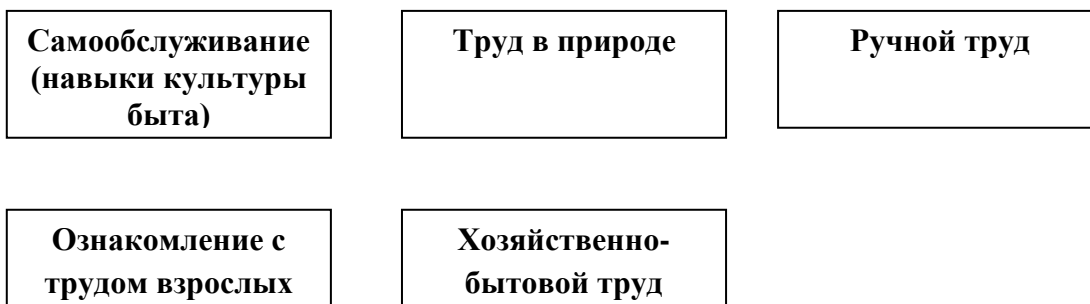 Самообслуживание
(навыки культуры
быта)
Труд в природе
Ручной труд
Ознакомление с
трудом взрослых
Хозяйственно-
бытовой труд